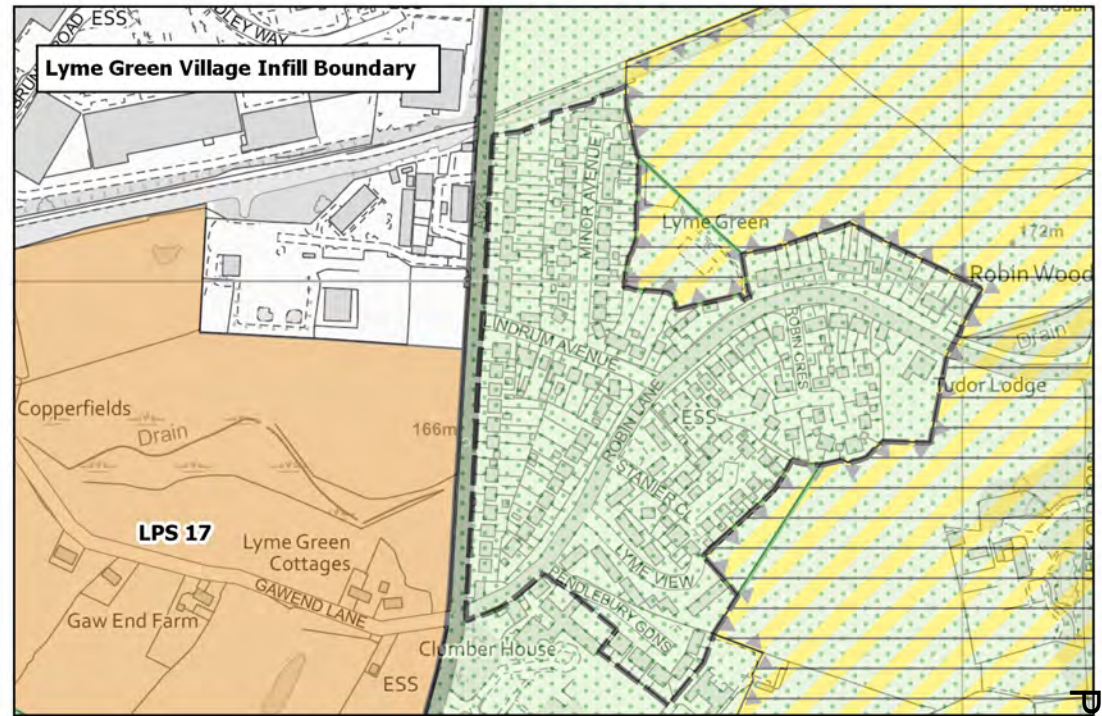 ESS
DLEY WAY
Lyme Green Village Infill Boundary
MINOR AVENUE
Lyme Green
172m
Robin Wood
LINDRUM AVENUE
ROBIN CRES
Drain
Tudor Lodge
Copperfields
Drain
166m
ROBIN LANE
ESS
STANIER CL
LPS 17
Lyme Green
Cottages
LYME VIEW
GAWEND LANE
PENDLEBURY GDNS
Gaw End Farm
Clumber House
ESS
P